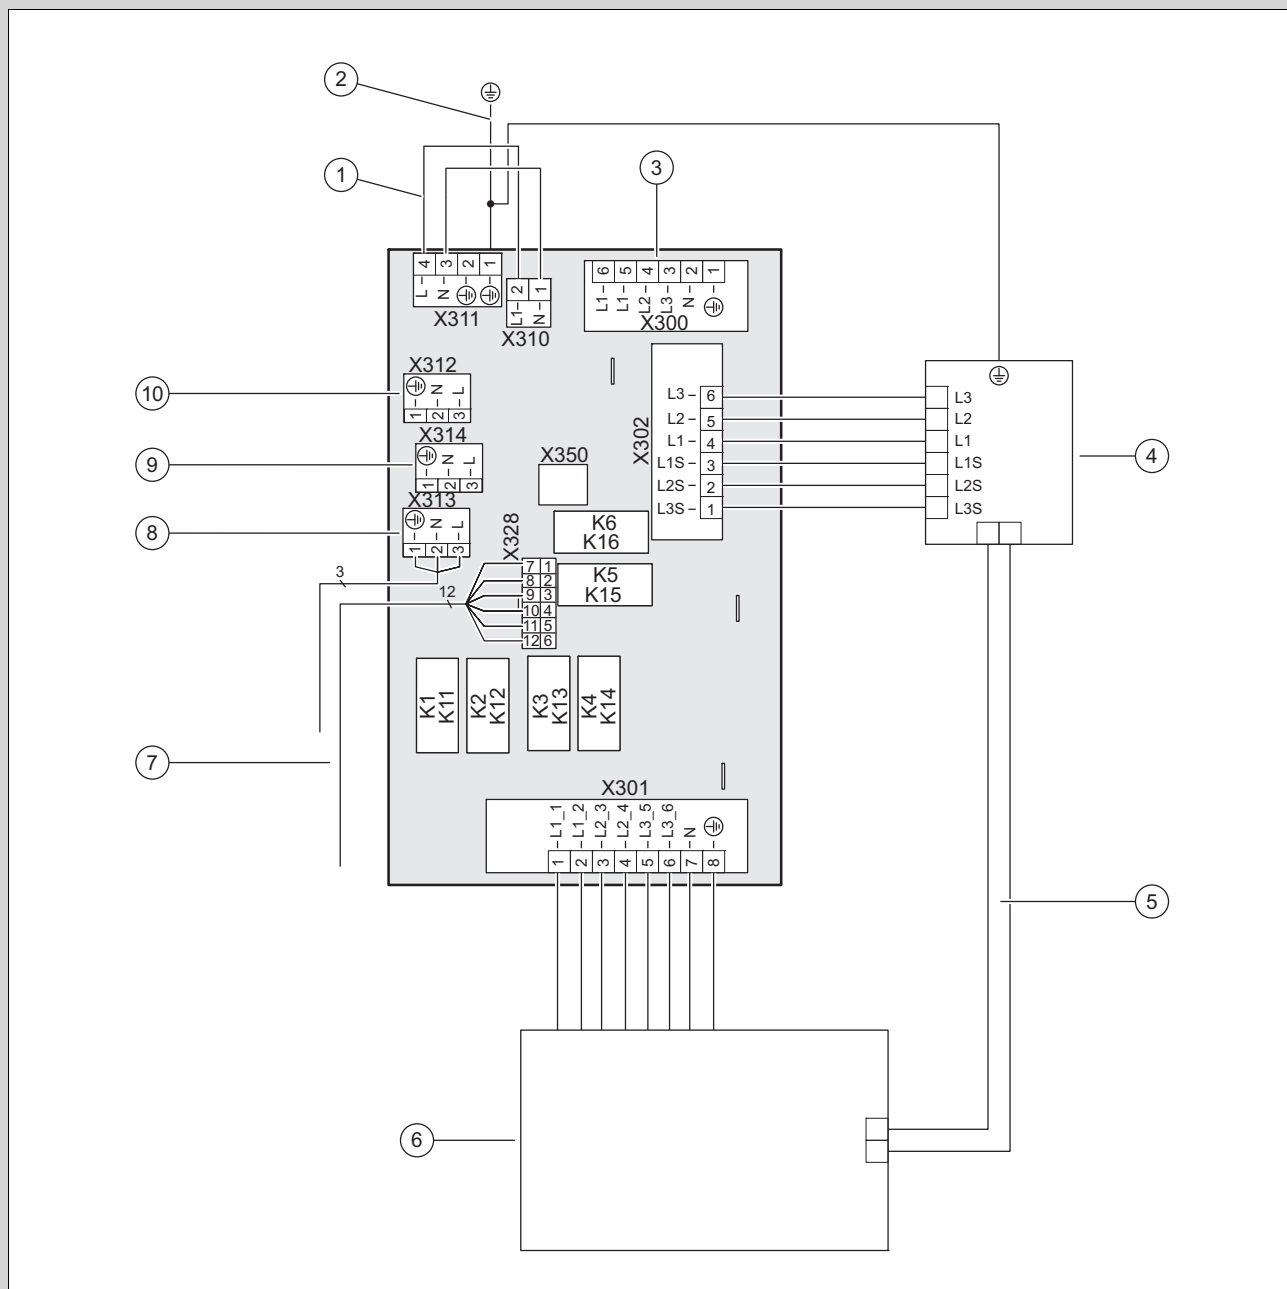 2
1
3
4 3 2 1
L N
X311
2 1
L1 N
X310
6 5 4 3 2 1
L1 L1 L2 L3 N
X300
X312
10
N L
1 2 3
X314
9
N L
1 2 3
X313
8
N L
1 2 3
X350
X302
L3 6
L2 5
L1 4
L1S 3
L2S 2
L3S 1
L3
L2
L1
L1S
L2S
L3S
4
K6
K16
X328
K5
K15
7 1
8 2
9 3
10 4
11 5
12 6
3
12
K1
K11
K2
K12
K3
K13
K4
K14
7
X301
L1_1 L1_2 L2_3 L2_4 L3_5 L3_6 N
1 2 3 4 5 6 7 8
5
6